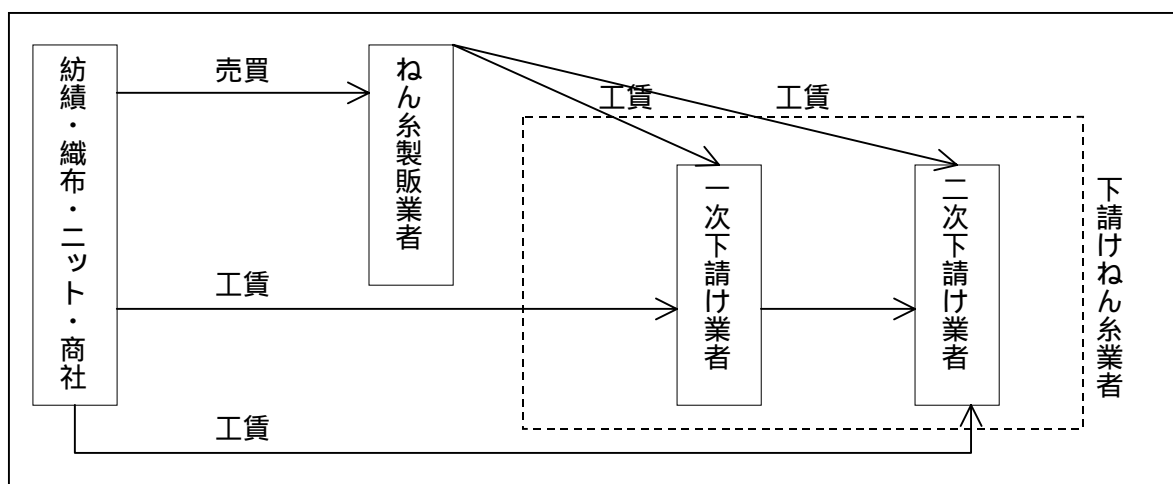 紡績・織布・ニット・商社
売買
ねん糸製販業者
工賃
工賃
一次下請け業者
二次下請け業者
下請けねん糸業者
工賃
工賃